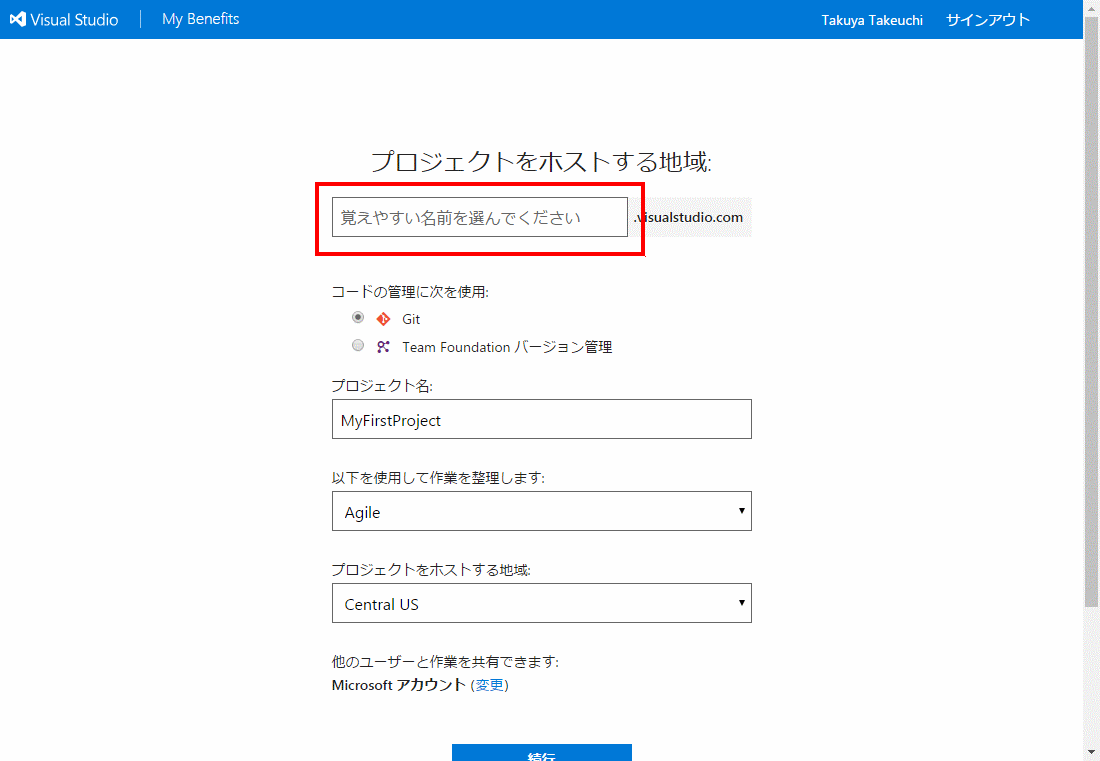 Visual Studio
My Benefits
Takuya Takeuchi
サインアウト
プロジェクトをホストする地域:
覚えやすい名前を選んでください
.visualstudio.com
コードの管理に次を使用:
Git
Team Foundation バージョン管理
プロジェクト名:
MyFirstProject
以下を使用して作業を整理します:
Agile
プロジェクトをホストする地域:
Central US
他のユーザーと作業を共有できます:
Microsoft アカウント (変更)
続行